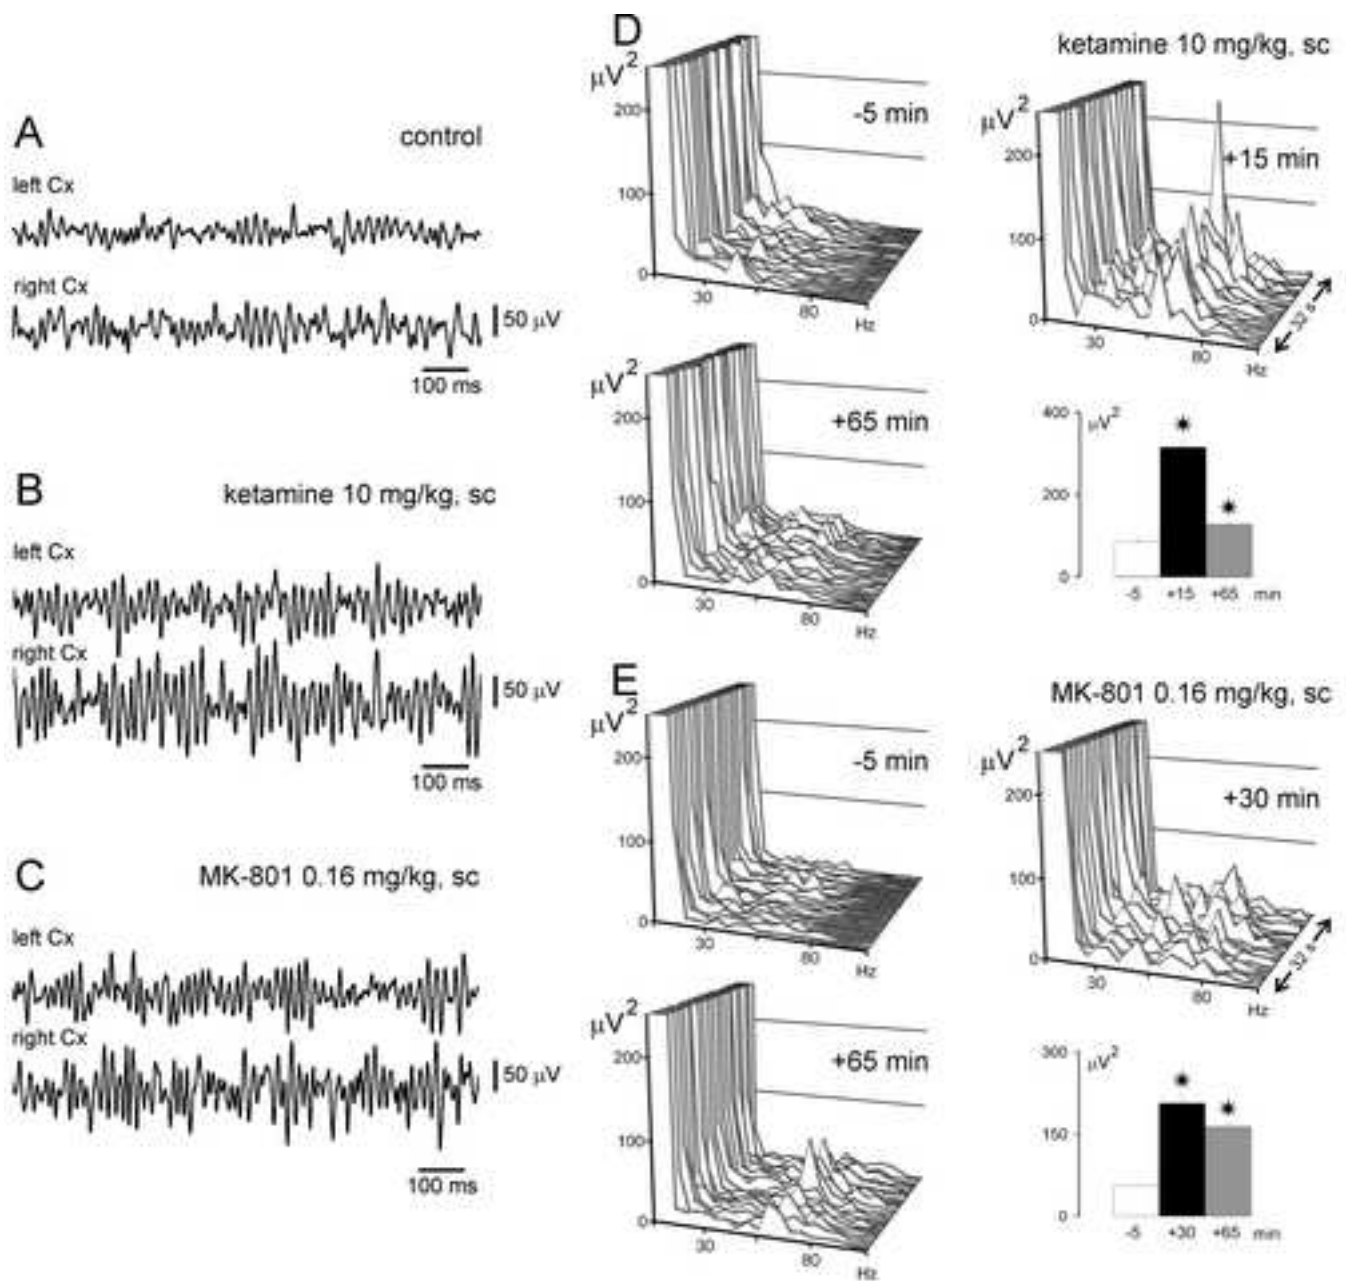 A
control
left Cx
right Cx
50 μV
100 ms
B
ketamine 10 mg/kg, sc
left Cx
right Cx
50 μV
100 ms
C
MK-801 0.16 mg/kg, sc
left Cx
right Cx
50 μV
100 ms
D
ketamine 10 mg/kg, sc
μV²
-5 min
200
100
0
30
80
Hz
μV²
+15 min
200
100
0
30
80
Hz
32 s
μV²
+65 min
200
100
0
30
80
Hz
400
μV²
200
0
-5 +15 +65 min
E
MK-801 0.16 mg/kg, sc
μV²
-5 min
200
100
0
30
80
Hz
μV²
+30 min
200
100
0
30
80
Hz
32 s
μV²
+65 min
200
100
0
30
80
Hz
300
μV²
150
0
-5 +30 +65 min